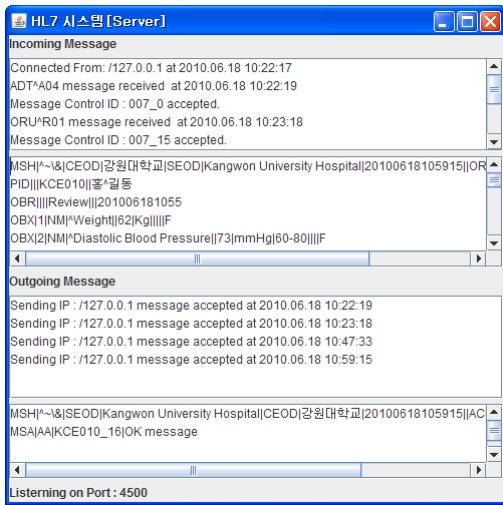 HL7 시스템 [Server]
Incoming Message
Connected From: /127.0.0.1 at 2010.06.18 10:22:17
ADT^A04 message received at 2010.06.18 10:22:19
Message Control ID : 007_0 accepted.
ORU^R01 message received at 2010.06.18 10:23:18
Message Control ID : 007_15 accepted.
MSH|^~\&|CEOD|강원대학교|SEOD|Kangwon University Hospital|20100618105915||OR
PID|||KCE010||홍^길동
OBR||||Review|||201006181055
OBX|1|NM|^Weight||62|Kg|||||F
OBX|2|NM|^Diastolic Blood Pressure||73|mmHg|60-80||||F
Outgoing Message
Sending IP : /127.0.0.1 message accepted at 2010.06.18 10:22:19
Sending IP : /127.0.0.1 message accepted at 2010.06.18 10:23:18
Sending IP : /127.0.0.1 message accepted at 2010.06.18 10:47:33
Sending IP : /127.0.0.1 message accepted at 2010.06.18 10:59:15
MSH|^~\&|SEOD|Kangwon University Hospital|CEOD|강원대학교|20100618105915||AC
MSA|AA|KCE010_16|OK message
Listerning on Port : 4500